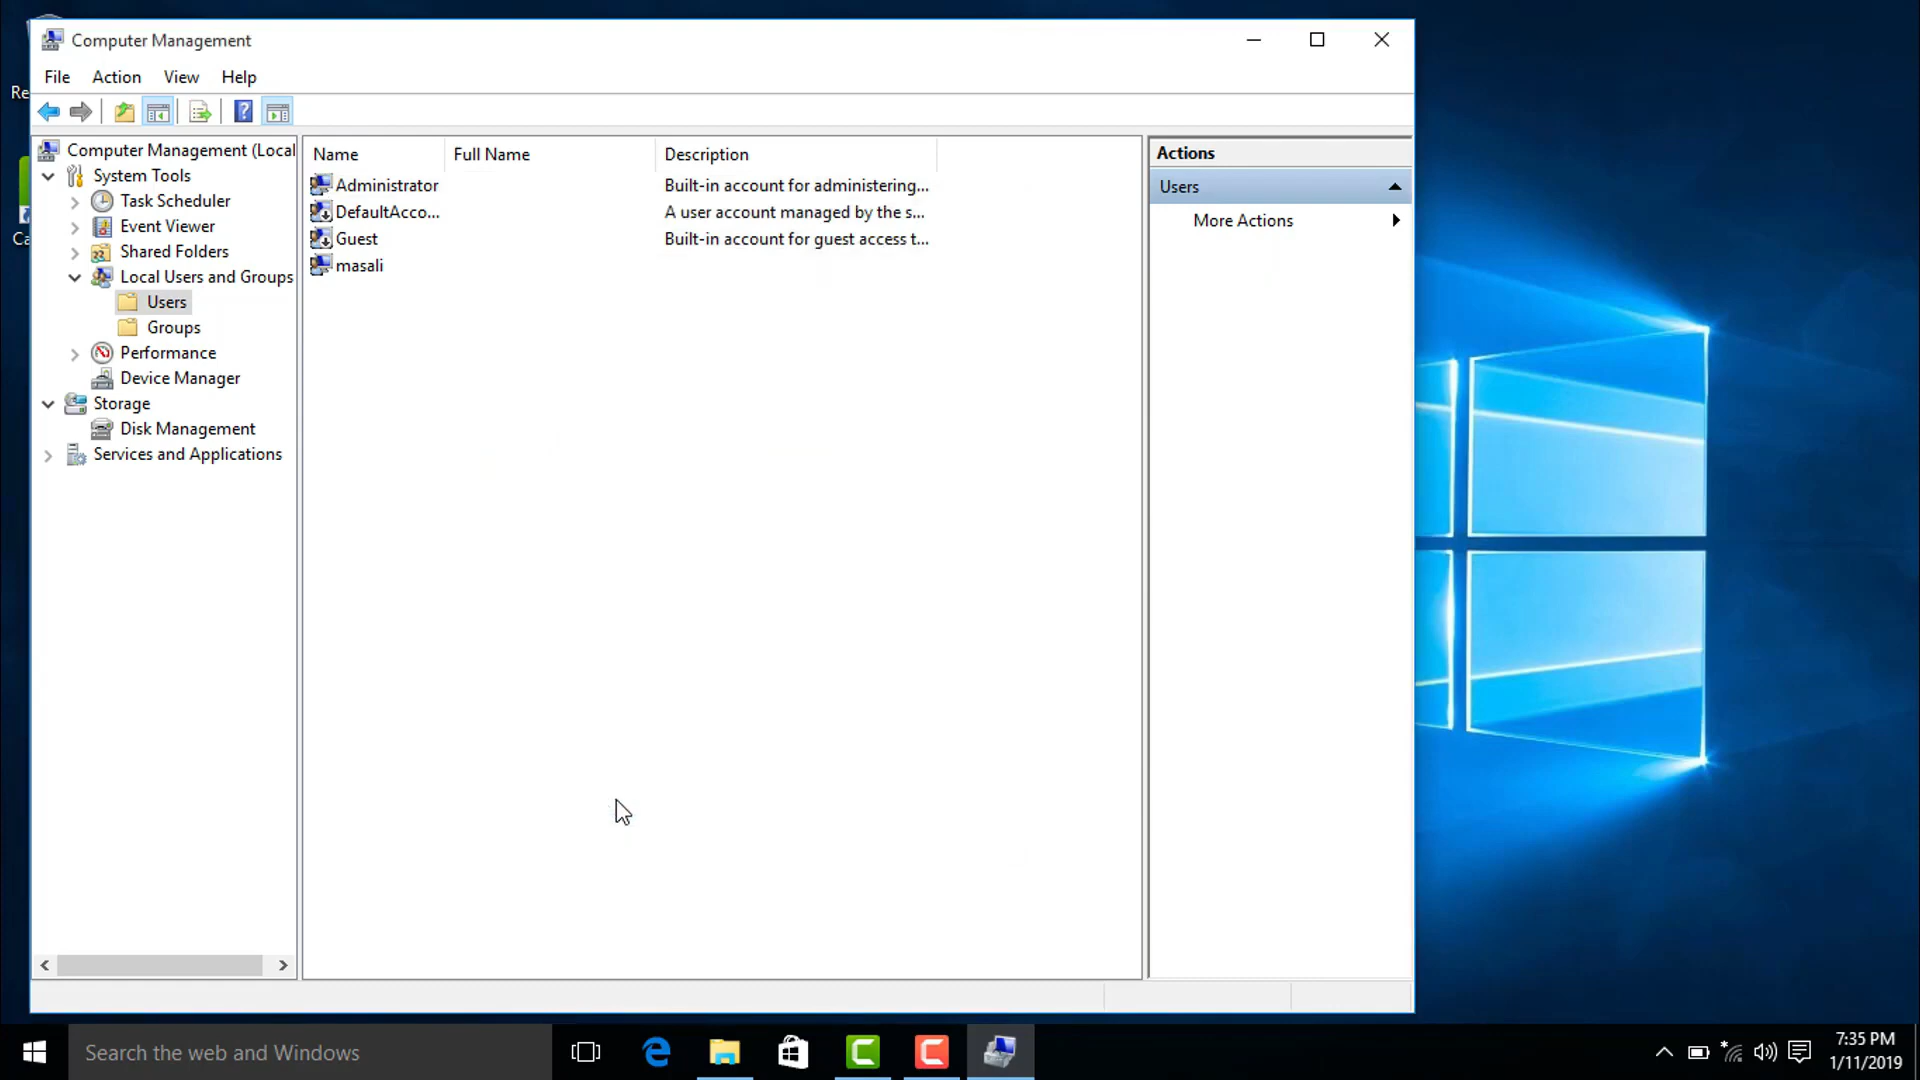 Computer Management
File Action View Help
Re
Ca
Computer Management (Local
System Tools
Task Scheduler
Event Viewer
Shared Folders
Local Users and Groups
Users
Groups
Performance
Device Manager
Storage
Disk Management
Services and Applications
Name Full Name Description
Administrator Built-in account for administering...
DefaultAcco... A user account managed by the s...
Guest Built-in account for guest access t...
masali
Actions
Users
More Actions
Search the web and Windows
7:35 PM
1/11/2019